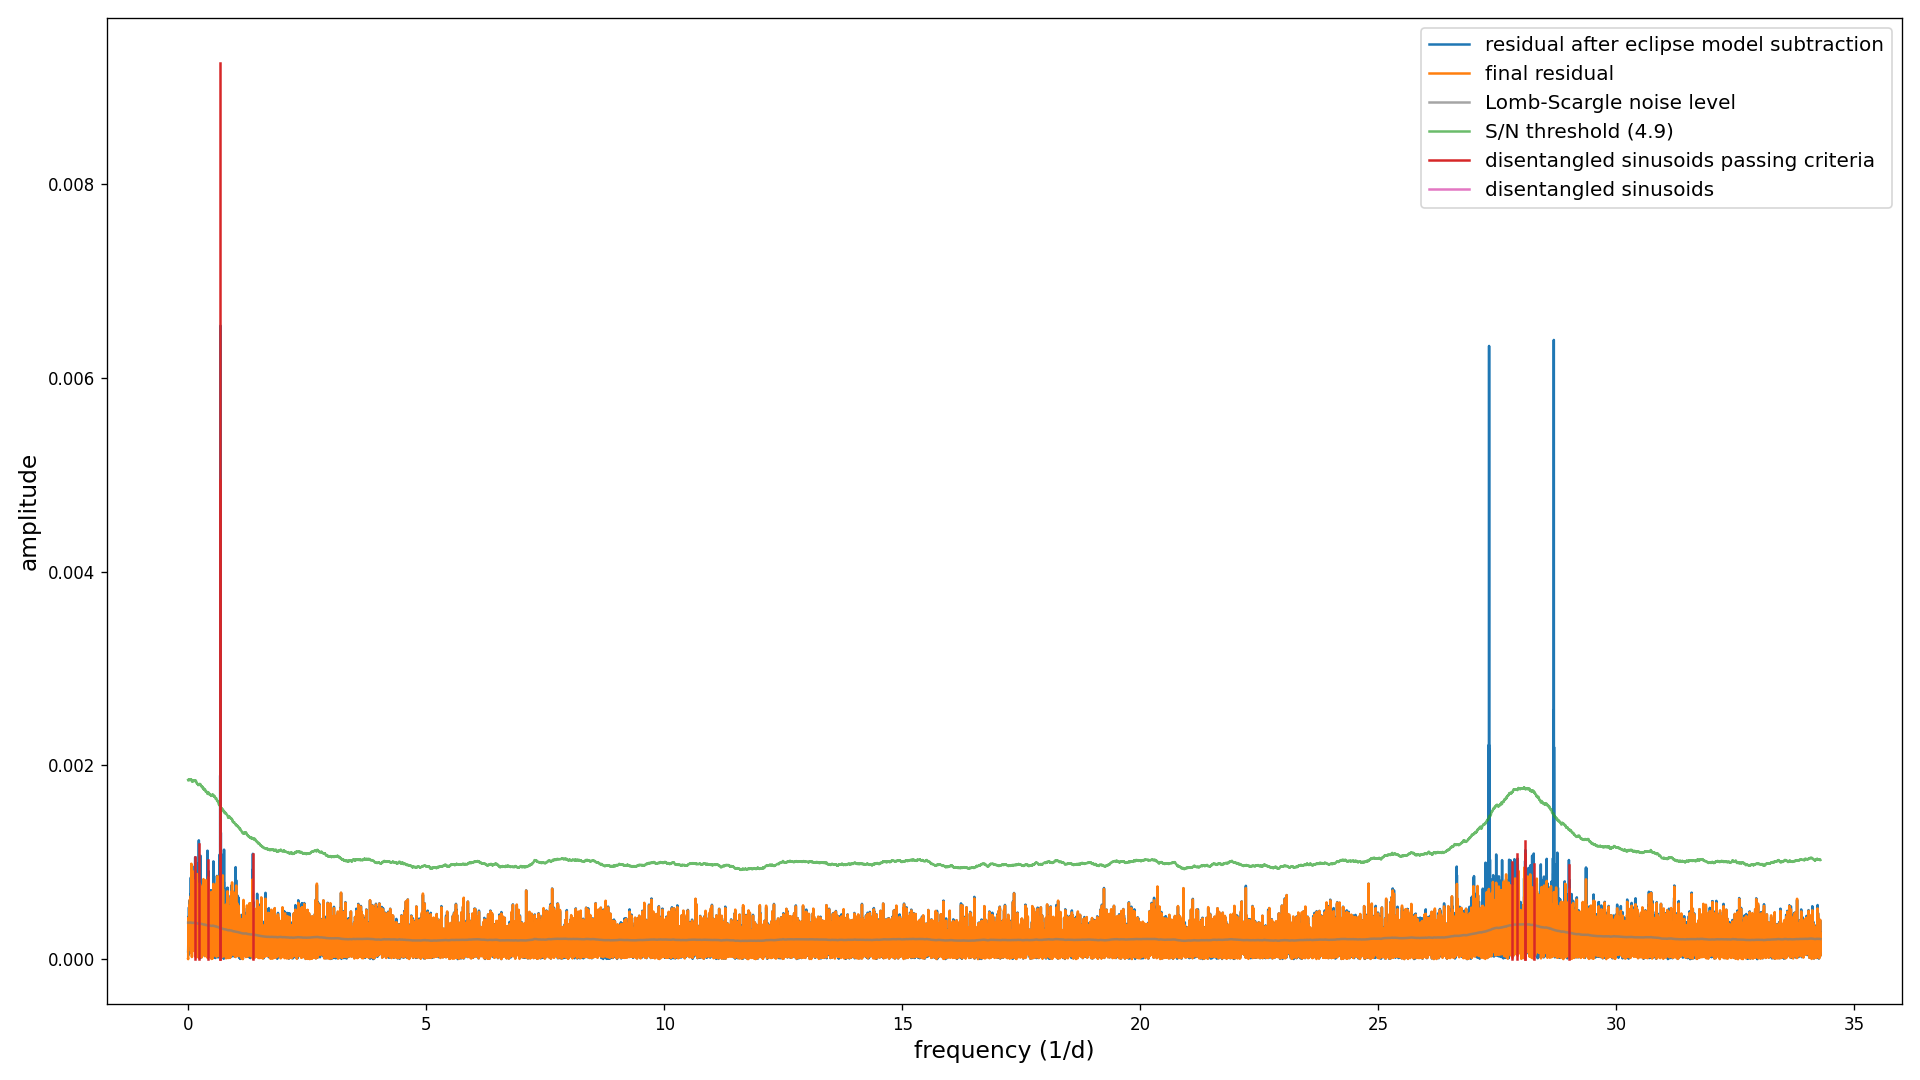 residual after eclipse model subtraction
final residual
Lomb-Scargle noise level
S/N threshold (4.9)
disentangled sinusoids passing criteria
disentangled sinusoids
amplitude
0.008
0.006
0.004
0.002
0.000
0 5 10 15 20 25 30 35
frequency (1/d)